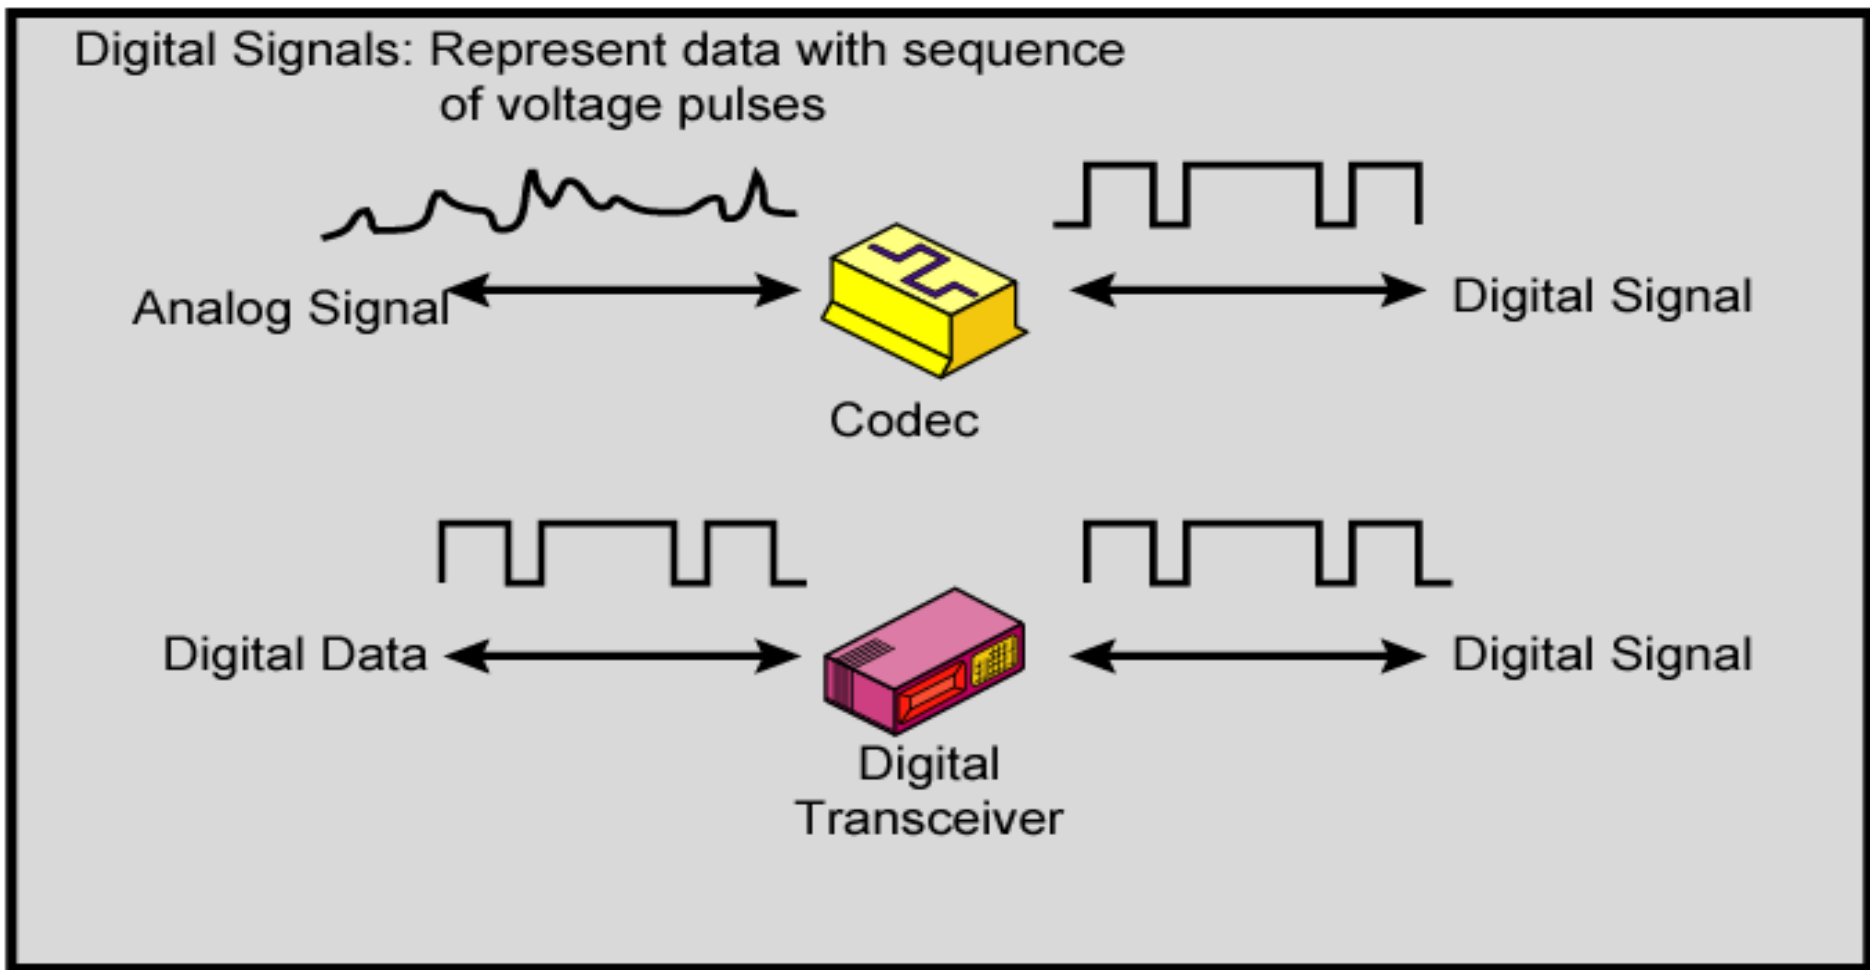 Digital Signals: Represent data with sequence
of voltage pulses
Analog Signal
Digital Signal
Codec
Digital Data
Digital Signal
Digital
Transceiver